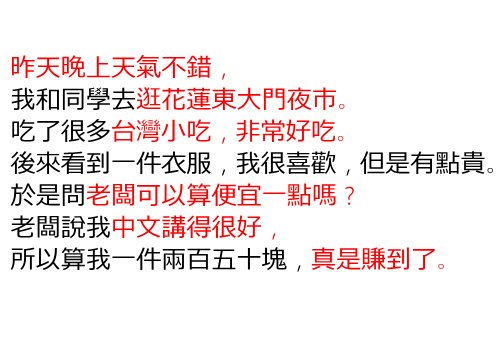 昨天晚上天氣不錯，
我和同學去逛花蓮東大門夜市。
吃了很多台灣小吃，非常好吃。
後來看到一件衣服，我很喜歡，但是有點貴。
於是問老闆可以算便宜一點嗎？
老闆說我中文講得很好，
所以算我一件兩百五十塊，真是賺到了。